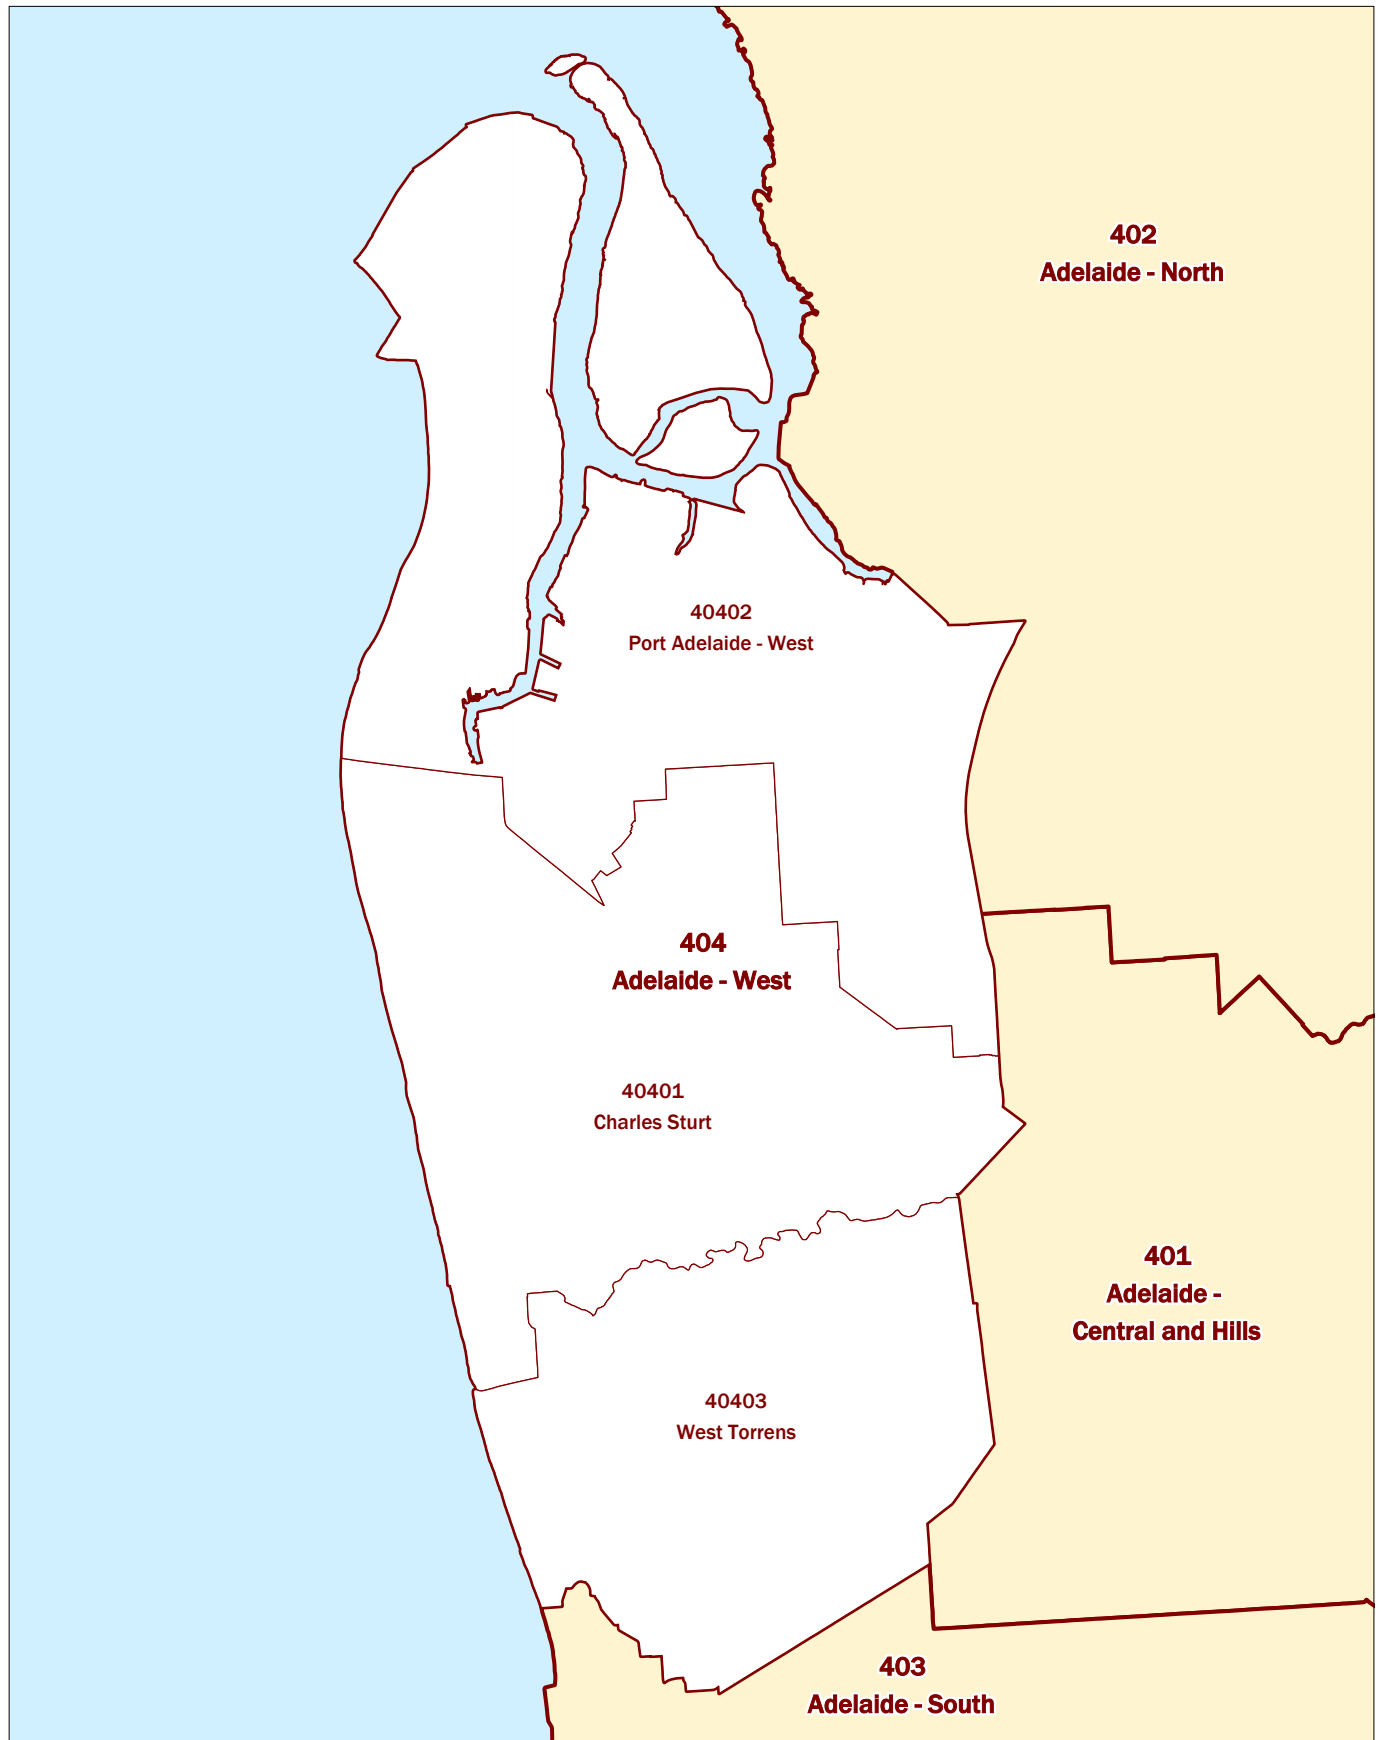 402
Adelaide - North
40402
Port Adelaide - West
404
Adelaide - West
40401
Charles Sturt
401
Adelaide -
Central and Hills
40403
West Torrens
403
Adelaide - South